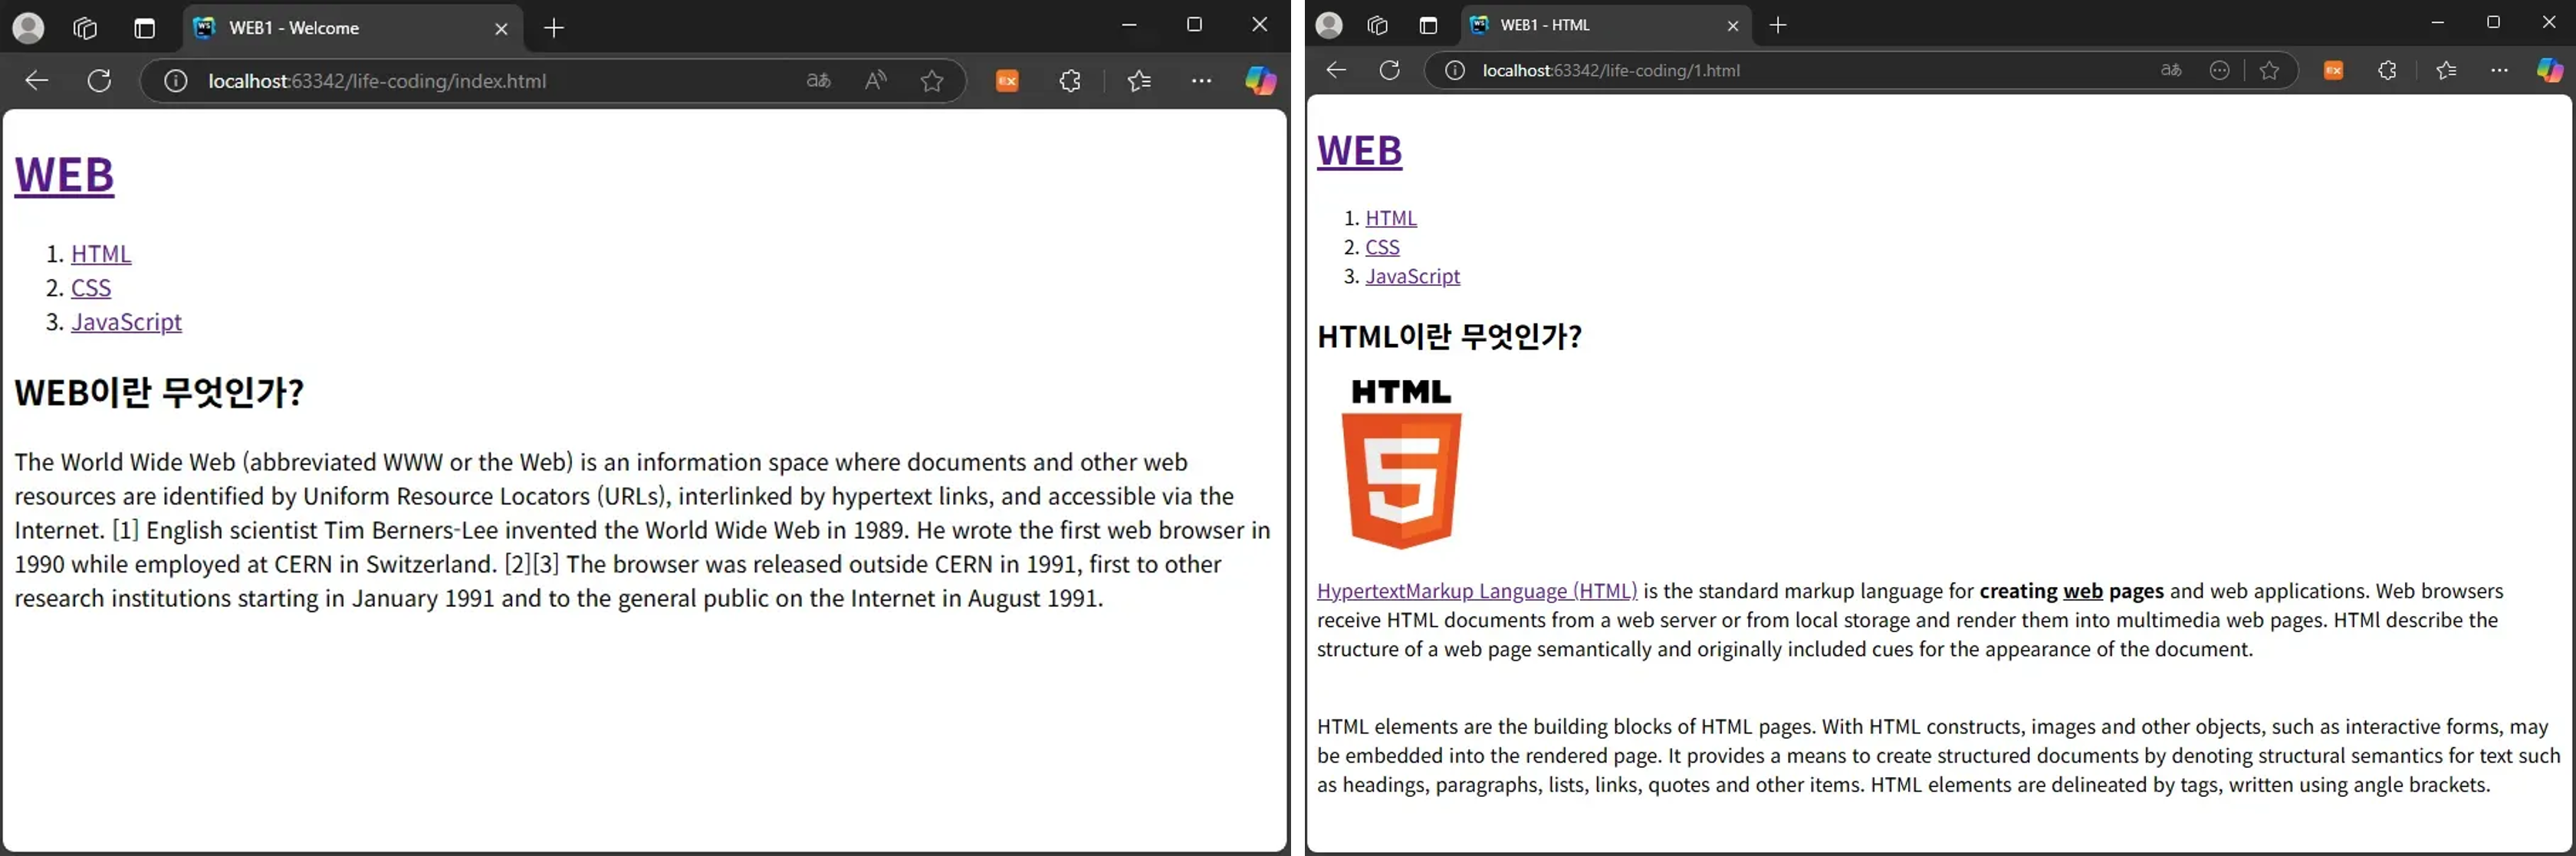 WEB1 - Welcome
localhost:63342/life-coding/index.html
WEB
1. HTML
2. CSS
3. JavaScript
WEB이란 무엇인가?
The World Wide Web (abbreviated WWW or the Web) is an information space where documents and other web
resources are identified by Uniform Resource Locators (URLs), interlinked by hypertext links, and accessible via the
Internet. [1] English scientist Tim Berners-Lee invented the World Wide Web in 1989. He wrote the first web browser in
1990 while employed at CERN in Switzerland. [2][3] The browser was released outside CERN in 1991, first to other
research institutions starting in January 1991 and to the general public on the Internet in August 1991.
WEB1 - HTML
localhost:63342/life-coding/1.html
WEB
1. HTML
2. CSS
3. JavaScript
HTML이란 무엇인가?
HTML
5
HypertextMarkup Language (HTML) is the standard markup language for creating web pages and web applications. Web browsers
receive HTML documents from a web server or from local storage and render them into multimedia web pages. HTMl describe the
structure of a web page semantically and originally included cues for the appearance of the document.
HTML elements are the building blocks of HTML pages. With HTML constructs, images and other objects, such as interactive forms, may
be embedded into the rendered page. It provides a means to create structured documents by denoting structural semantics for text such
as headings, paragraphs, lists, links, quotes and other items. HTML elements are delineated by tags, written using angle brackets.